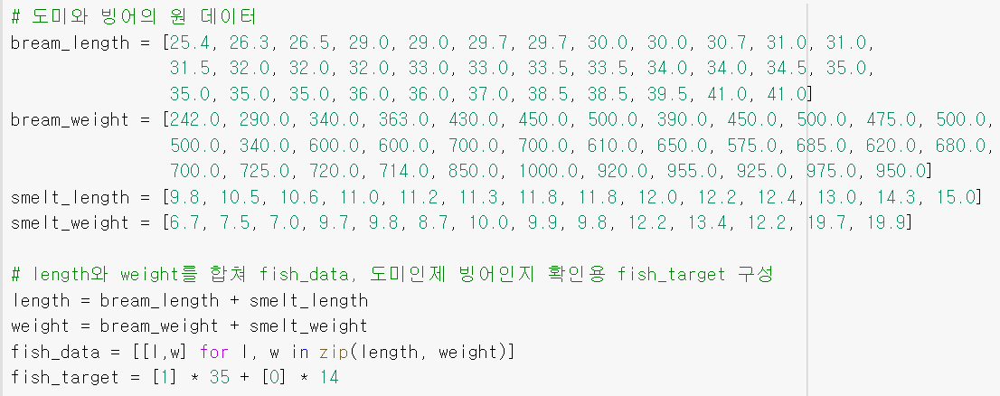 # 도미와 빙어의 원 데이터
bream_length = [25.4, 26.3, 26.5, 29.0, 29.0, 29.7, 29.7, 30.0, 30.0, 30.7, 31.0, 31.0,
31.5, 32.0, 32.0, 32.0, 33.0, 33.0, 33.5, 33.5, 34.0, 34.0, 34.5, 35.0,
35.0, 35.0, 35.0, 36.0, 36.0, 37.0, 38.5, 38.5, 39.5, 41.0, 41.0]
bream_weight = [242.0, 290.0, 340.0, 363.0, 430.0, 450.0, 500.0, 390.0, 450.0, 500.0, 475.0, 500.0,
500.0, 340.0, 600.0, 600.0, 700.0, 700.0, 610.0, 650.0, 575.0, 685.0, 620.0, 680.0,
700.0, 725.0, 720.0, 714.0, 850.0, 1000.0, 920.0, 955.0, 925.0, 975.0, 950.0]
smelt_length = [9.8, 10.5, 10.6, 11.0, 11.2, 11.3, 11.8, 11.8, 12.0, 12.2, 12.4, 13.0, 14.3, 15.0]
smelt_weight = [6.7, 7.5, 7.0, 9.7, 9.8, 8.7, 10.0, 9.9, 9.8, 12.2, 13.4, 12.2, 19.7, 19.9]
# length와 weight를 합쳐 fish_data, 도미인제 빙어인지 확인용 fish_target 구성
length = bream_length + smelt_length
weight = bream_weight + smelt_weight
fish_data = [[l,w] for l, w in zip(length, weight)]
fish_target = [1] * 35 + [0] * 14